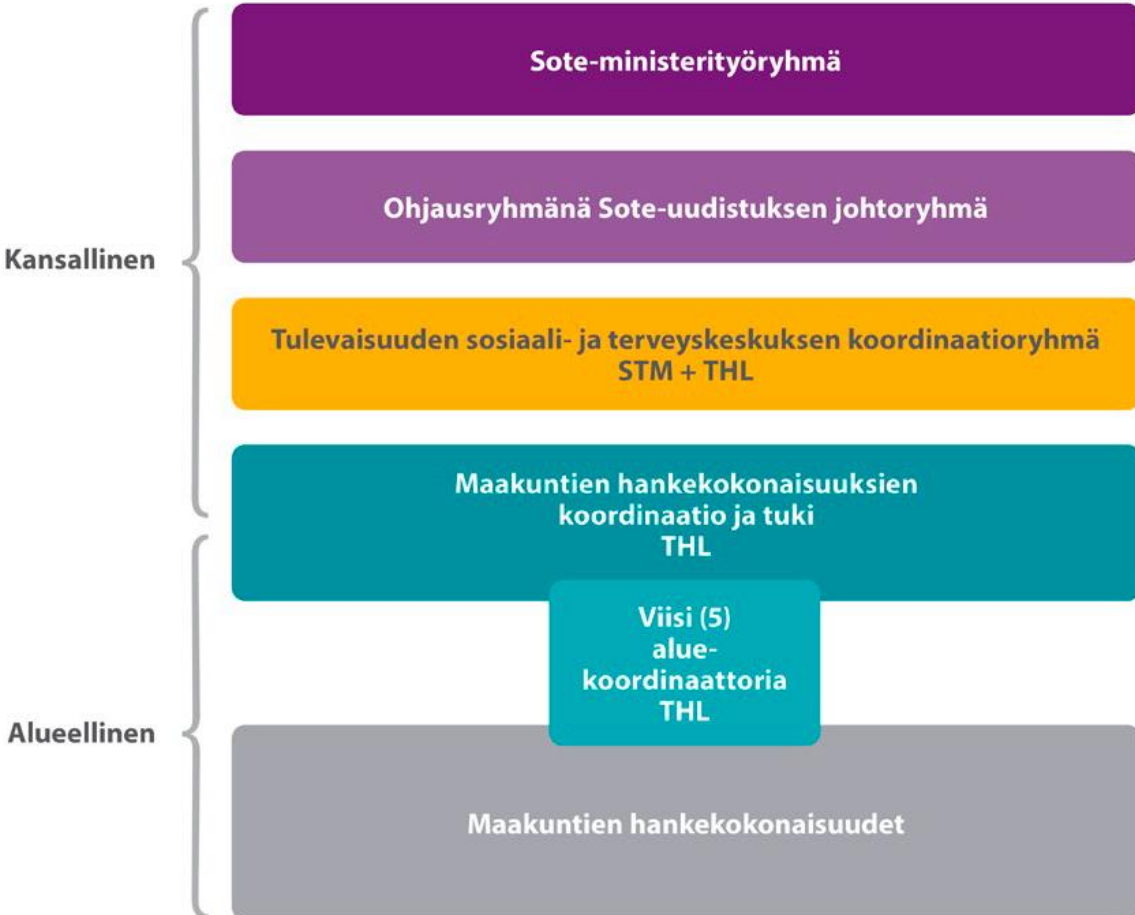 Sote-ministerityöryhmä
Ohjausryhmänä Sote-uudistuksen johtoryhmä
Kansallinen
Tulevaisuuden sosiaali- ja terveyskeskuksen koordinaatioryhmä
STM + THL
Maakuntien hankekokonaisuuksien
koordinaatio ja tuki
THL
Viisi (5)
alue-
koordinaattoria
THL
Alueellinen
Maakuntien hankekokonaisuudet